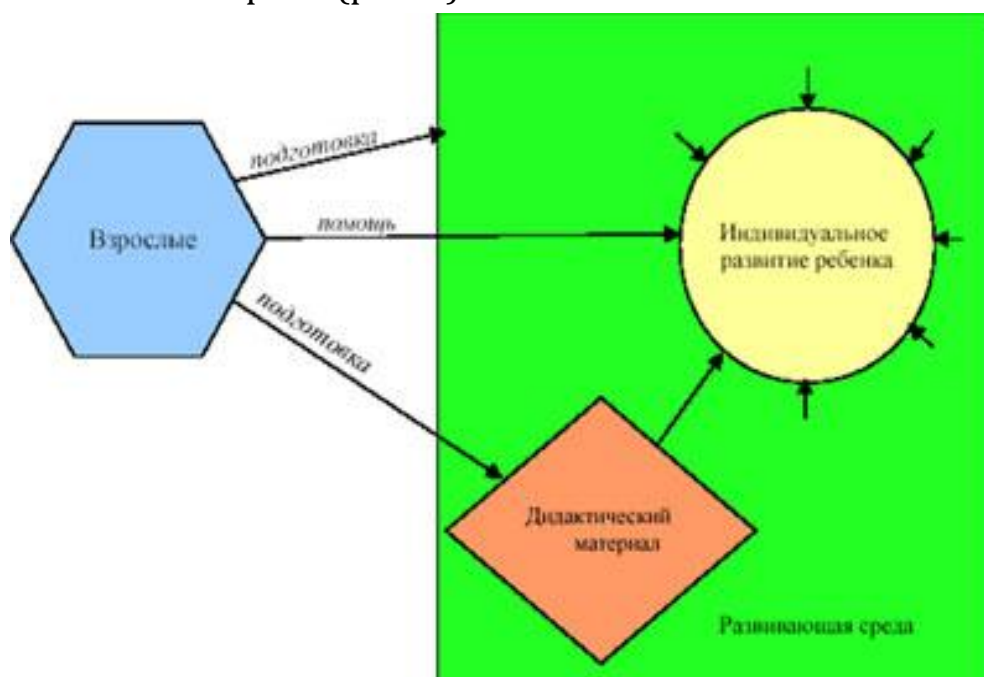 подготовка
Взрослые
помощь
Индивидуальное
развитие ребенка
подготовка
Дидактический
материал
Развивающая среда